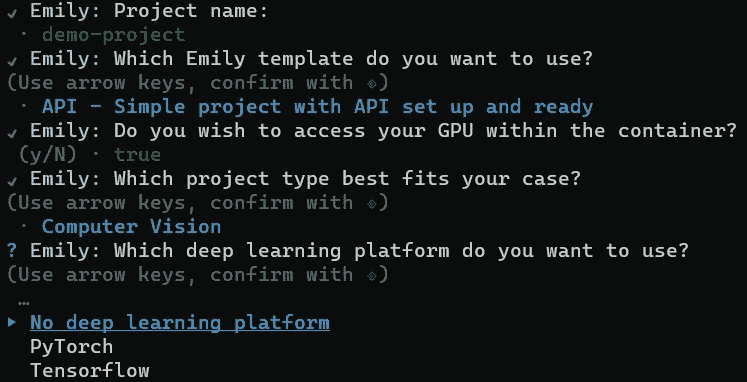 ✔ Emily: Project name:
· demo-project
✔ Emily: Which Emily template do you want to use?
(Use arrow keys, confirm with ⎆)
· API - Simple project with API set up and ready
✔ Emily: Do you wish to access your GPU within the container?
(y/N) · true
✔ Emily: Which project type best fits your case?
(Use arrow keys, confirm with ⎆)
· Computer Vision
? Emily: Which deep learning platform do you want to use?
(Use arrow keys, confirm with ⎆)
…
▸ No deep learning platform
PyTorch
Tensorflow